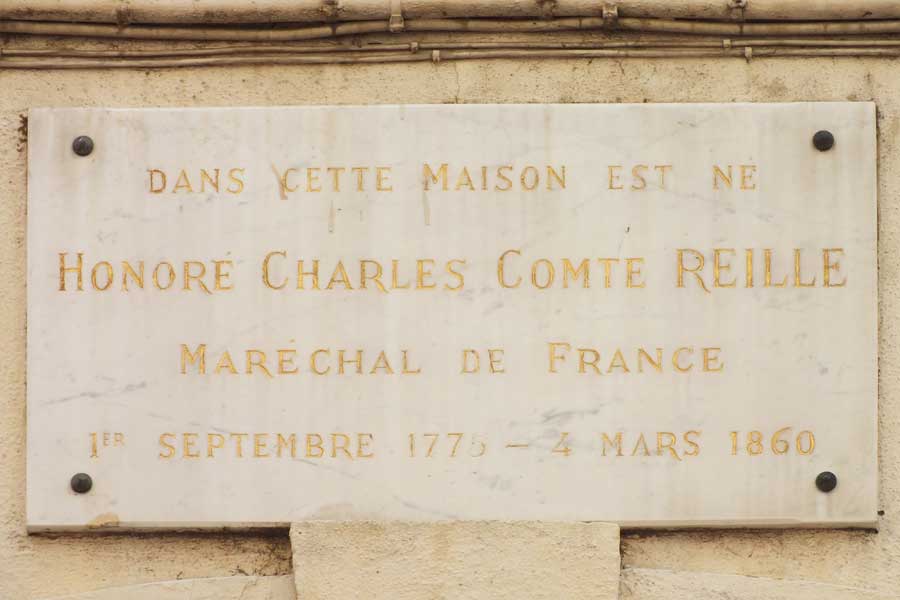 DANS CETTE MAISON EST NÉ
HONORÉ CHARLES COMTE REILLE
MARÉCHAL DE FRANCE
1ER SEPTEMBRE 1775 – 4 MARS 1860